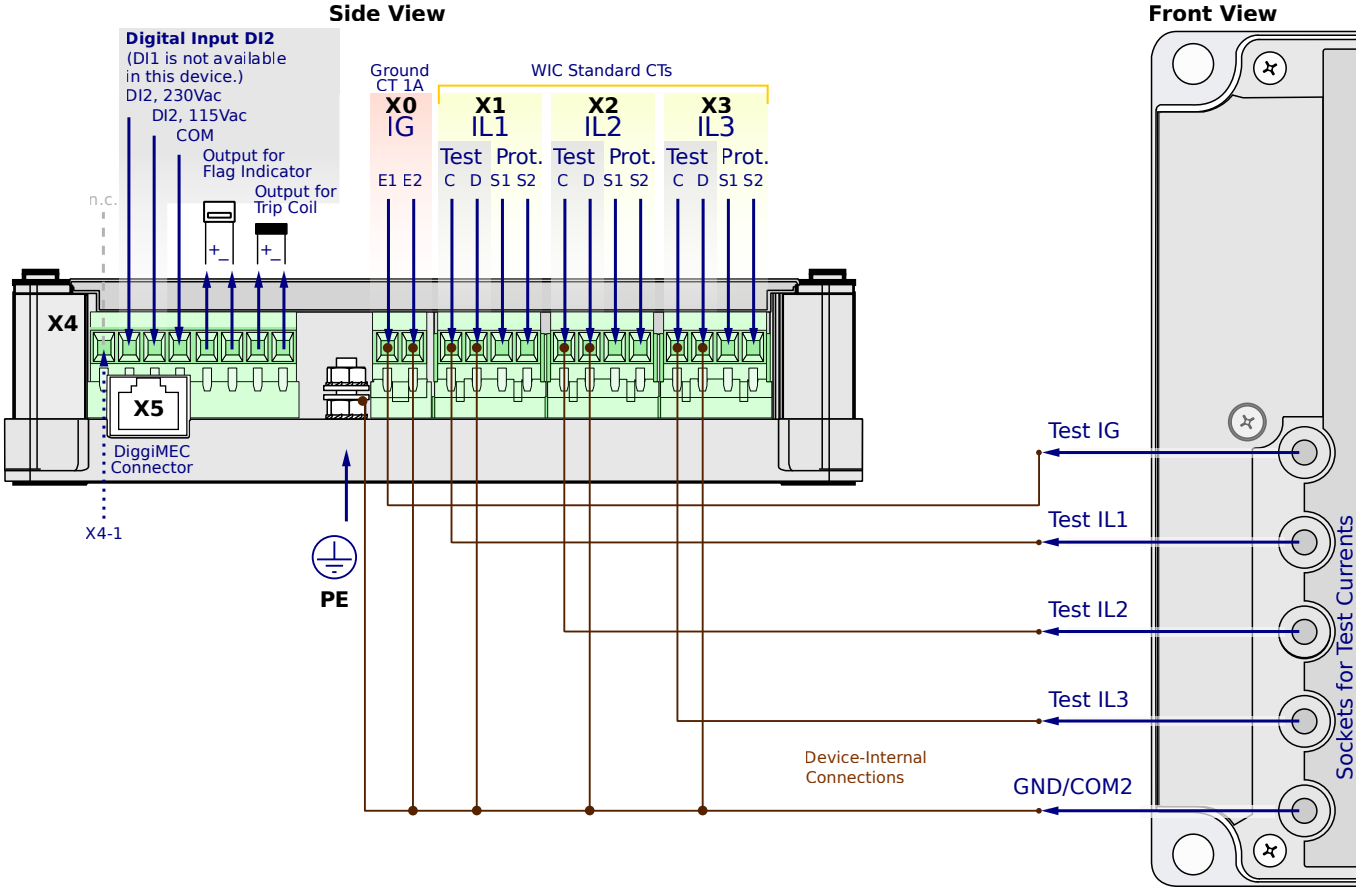 Side View
Front View
Digital Input DI2
(DI1 is not available
in this device.)
DI2, 230Vac
DI2, 115Vac
COM
Output for
Flag Indicator
Output for
Trip Coil
n.c.
+
–
+
–
Ground
CT 1A
WIC Standard CTs
X0
IG
E1 E2
X1
IL1
Test Prot.
C D S1 S2
X2
IL2
Test Prot.
C D S1 S2
X3
IL3
Test Prot.
C D S1 S2
X4
X5
DiggiMEC
Connector
X4-1
PE
Test IG
Test IL1
Test IL2
Test IL3
GND/COM2
Device-Internal
Connections
Sockets for Test Currents